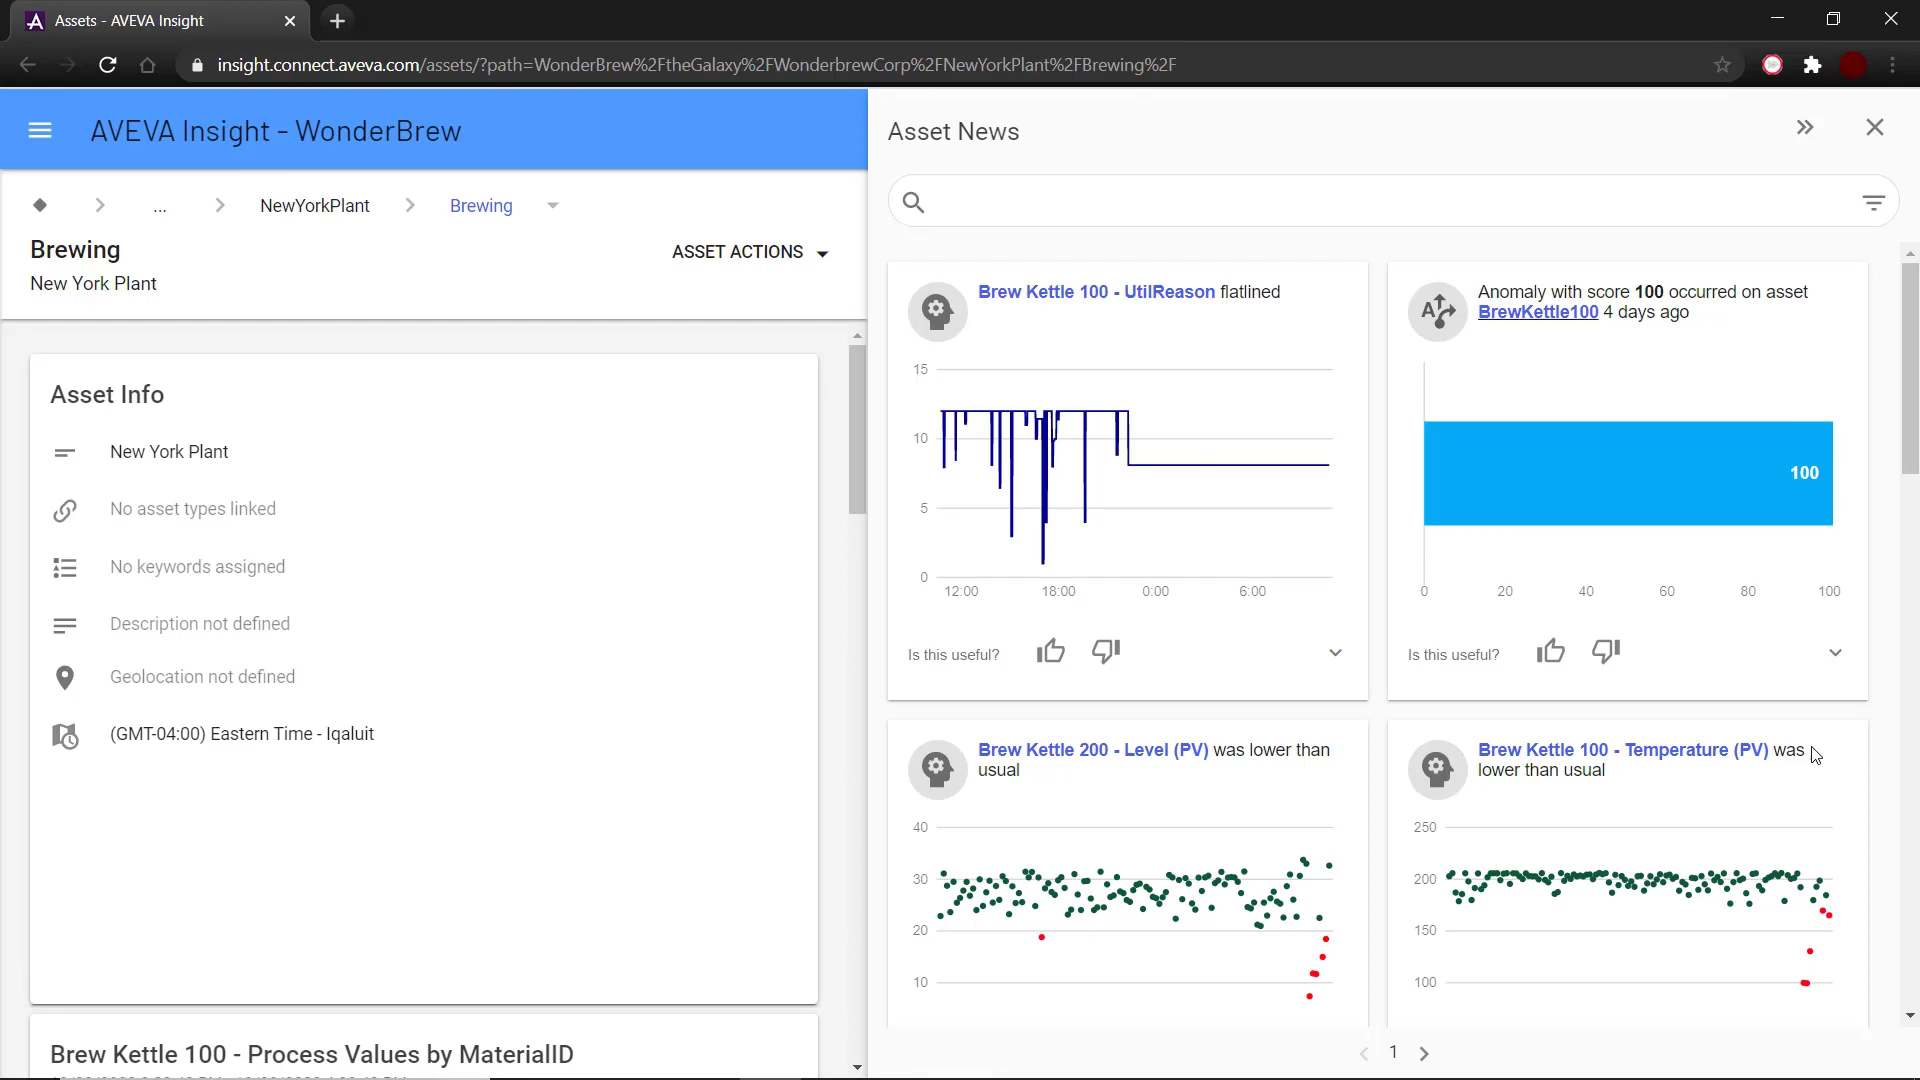 Assets - AVEVA Insight
insight.connect.aveva.com/assets/?path=WonderBrew%2FtheGalaxy%2FWonderbrewCorp%2FNewYorkPlant%2FBrewing%2F
AVEVA Insight - WonderBrew
... NewYorkPlant Brewing
Brewing
New York Plant
ASSET ACTIONS
Asset Info
New York Plant
No asset types linked
No keywords assigned
Description not defined
Geolocation not defined
(GMT-04:00) Eastern Time - Iqaluit
Brew Kettle 100 - Process Values by MaterialID
Asset News
Brew Kettle 100 - UtilReason flatlined
15
10
5
0
12:00 18:00 0:00 6:00
Is this useful?
Anomaly with score 100 occurred on asset
BrewKettle100 4 days ago
100
0 20 40 60 80 100
Is this useful?
Brew Kettle 200 - Level (PV) was lower than
usual
40
30
20
10
Brew Kettle 100 - Temperature (PV) was
lower than usual
250
200
150
100
1